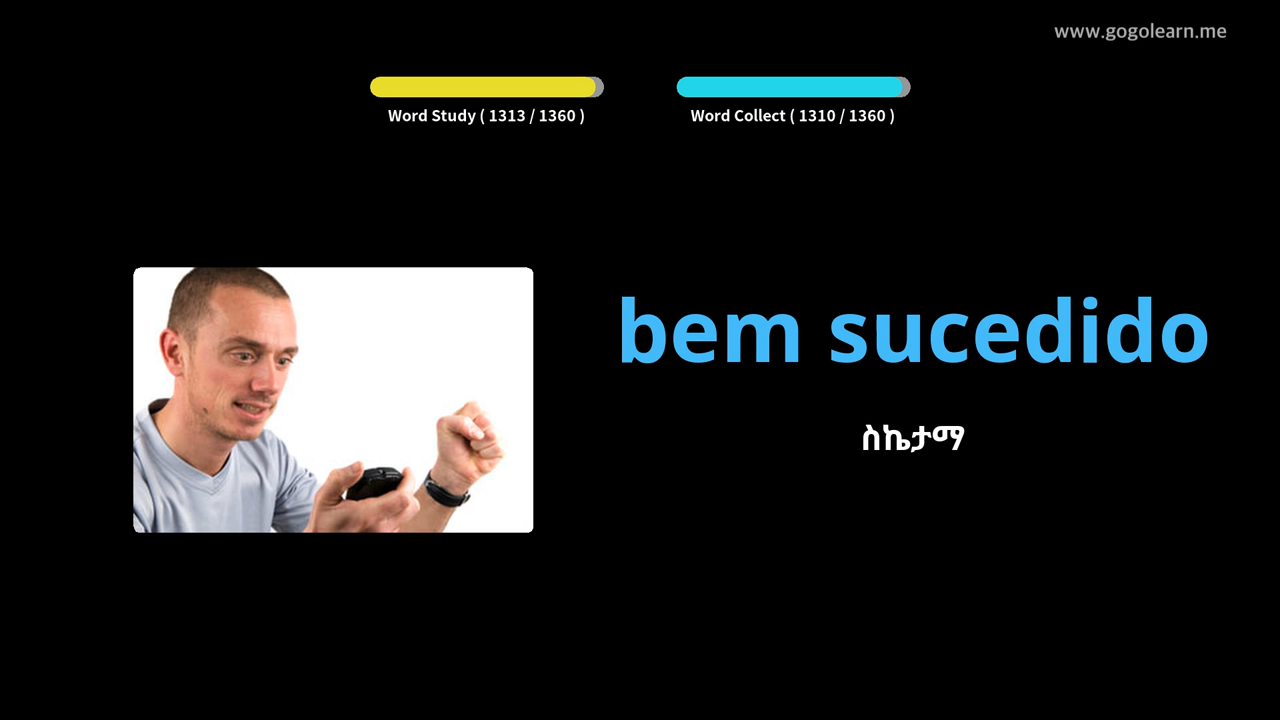 www.gogolearn.me
Word Study ( 1313 / 1360 )
Word Collect ( 1310 / 1360 )
bem sucedido
ስኬታማ